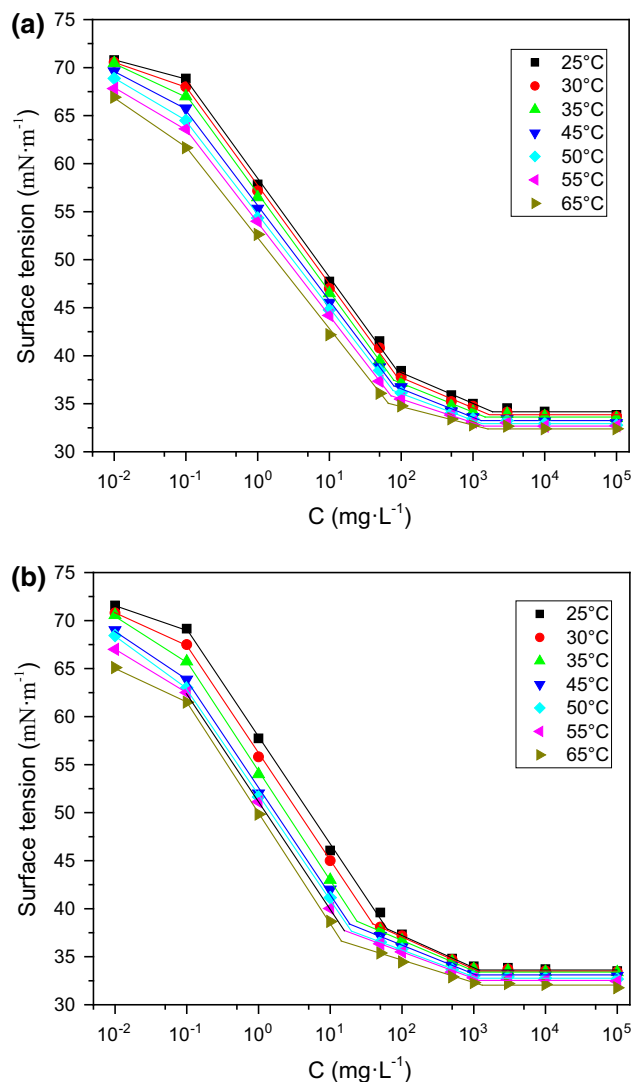 (a)
75
70
65
60
55
50
45
40
35
30
Surface tension (mN·m⁻¹)
25°C
30°C
35°C
45°C
50°C
55°C
65°C
10⁻² 10⁻¹ 10⁰ 10¹ 10² 10³ 10⁴ 10⁵
C (mg·L⁻¹)
(b)
75
70
65
60
55
50
45
40
35
30
Surface tension (mN·m⁻¹)
25°C
30°C
35°C
45°C
50°C
55°C
65°C
10⁻² 10⁻¹ 10⁰ 10¹ 10² 10³ 10⁴ 10⁵
C (mg·L⁻¹)